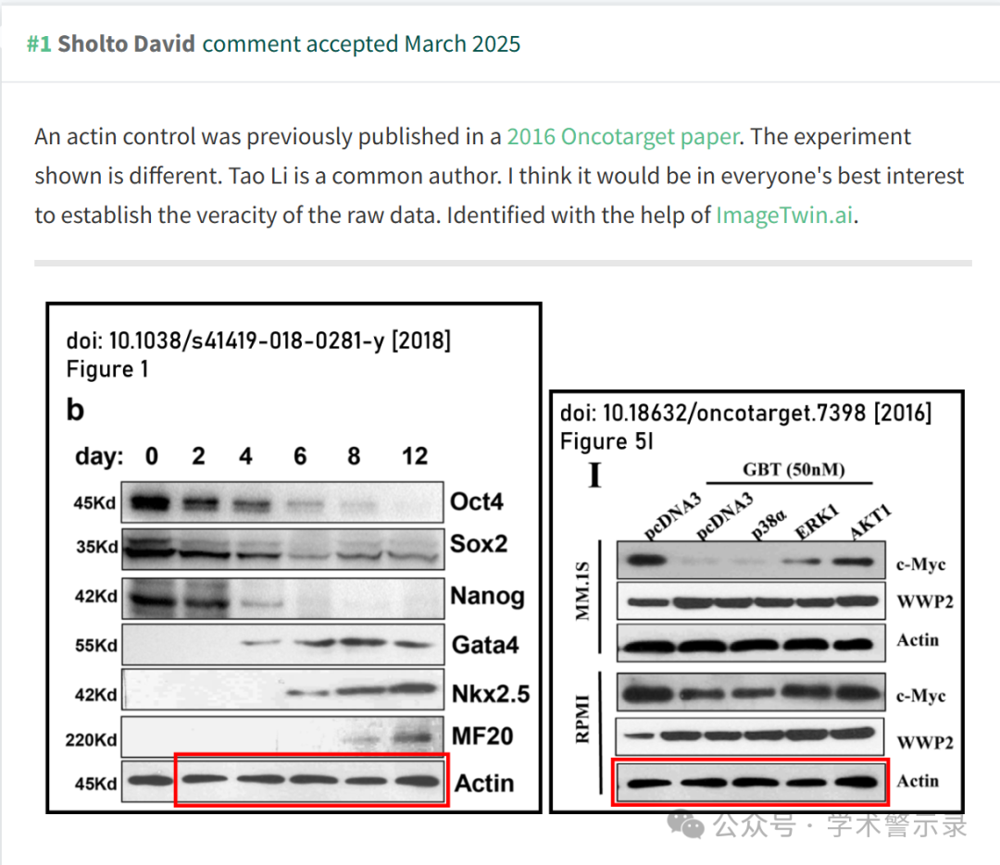 #1 Sholto David comment accepted March 2025
An actin control was previously published in a 2016 Oncotarget paper. The experiment
shown is different. Tao Li is a common author. I think it would be in everyone's best interest
to establish the veracity of the raw data. Identified with the help of ImageTwin.ai.
doi: 10.1038/s41419-018-0281-y [2018]
Figure 1
b
day: 0 2 4 6 8 12
45Kd Oct4
35Kd Sox2
42Kd Nanog
55Kd Gata4
42Kd Nkx2.5
220Kd MF20
45Kd Actin
doi: 10.18632/oncotarget.7398 [2016]
Figure 5I
I
GBT (50nM)
pcDNA3 pcDNA3 p38α ERK1 AKT1
MM.1S
c-Myc
WWP2
Actin
RPMI
c-Myc
WWP2
Actin
公众号 · 学术警示录